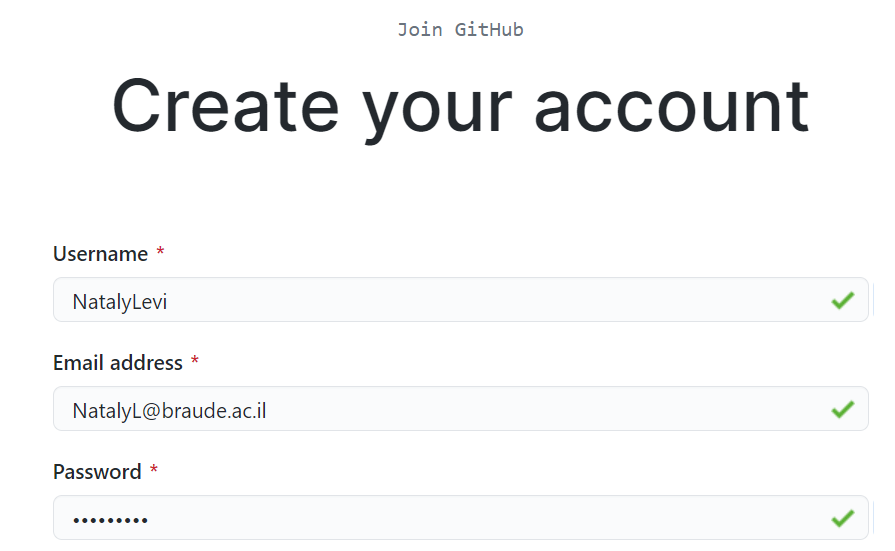 Join GitHub
Create your account
Username *
NatalyLevi
Email address *
NatalyL@braude.ac.il
Password *
•••••••••